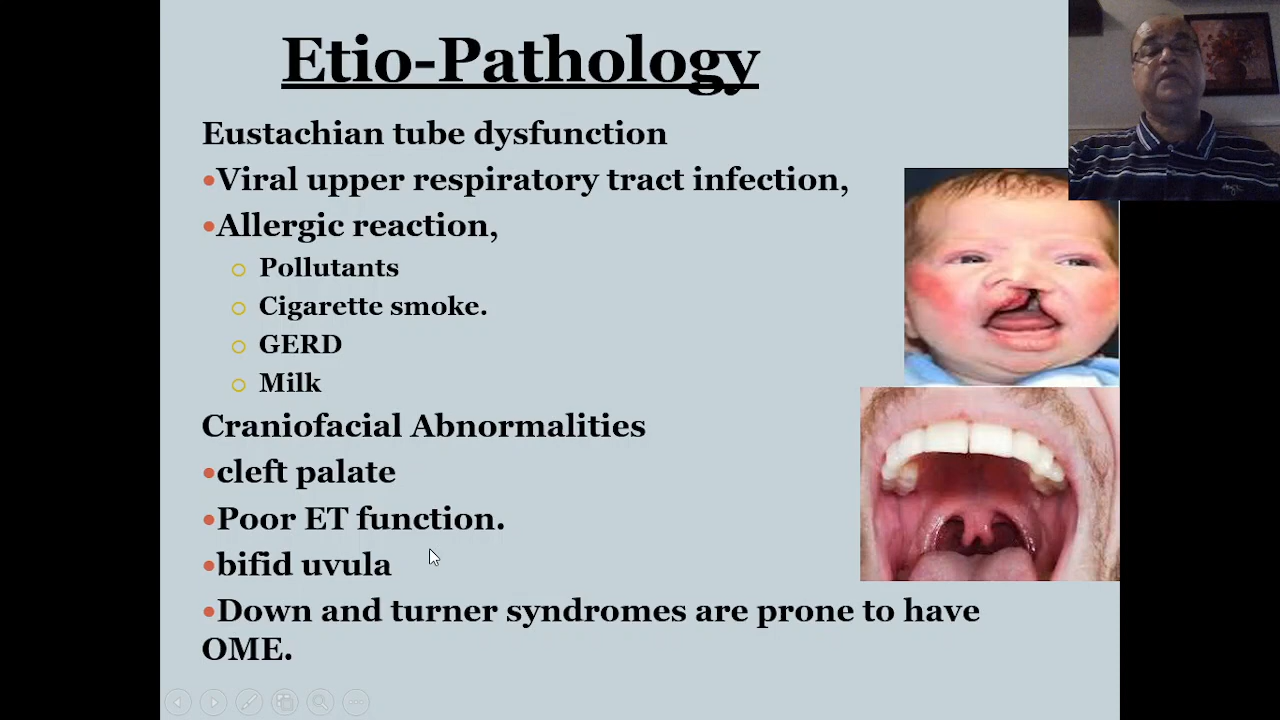 Etio-Pathology
Eustachian tube dysfunction
•Viral upper respiratory tract infection,
•Allergic reaction,
Pollutants
Cigarette smoke.
GERD
Milk
Craniofacial Abnormalities
•cleft palate
•Poor ET function.
•bifid uvula
•Down and turner syndromes are prone to have
OME.